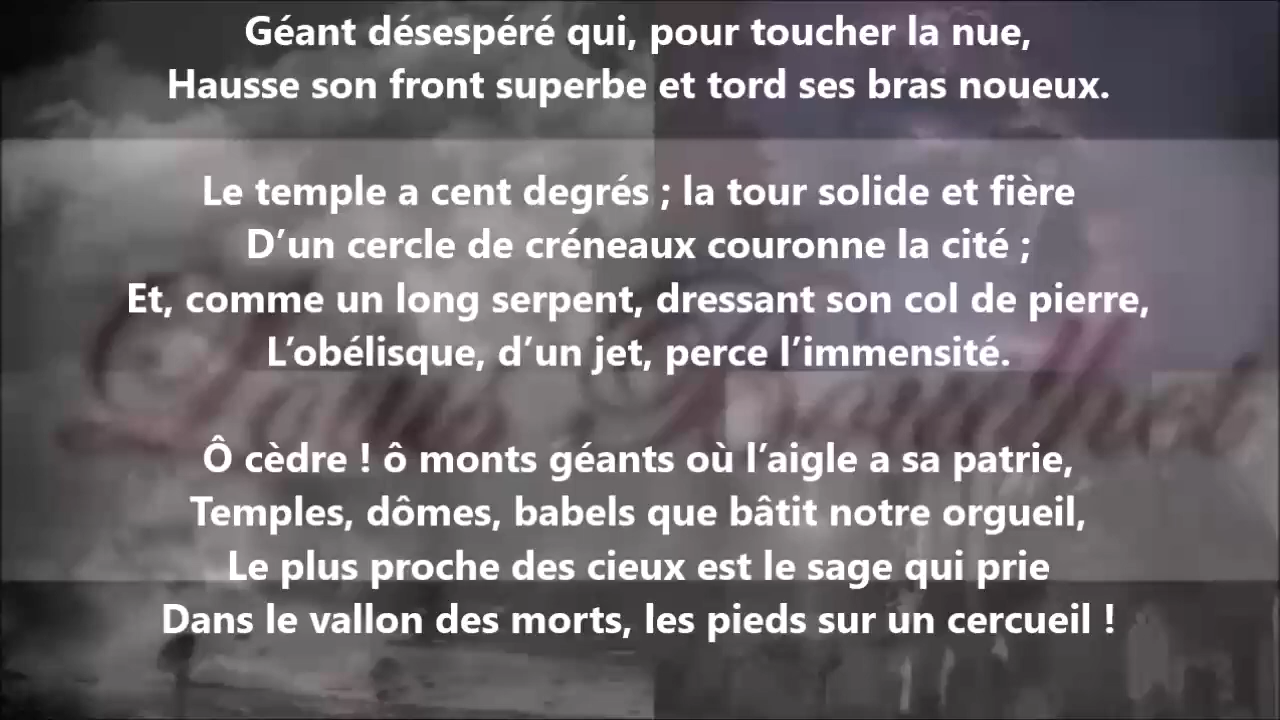 Géant désespéré qui, pour toucher la nue,
Hausse son front superbe et tord ses bras noueux.
Le temple a cent degrés ; la tour solide et fière
D’un cercle de créneaux couronne la cité ;
Et, comme un long serpent, dressant son col de pierre,
L’obélisque, d’un jet, perce l’immensité.
Ô cèdre ! ô monts géants où l’aigle a sa patrie,
Temples, dômes, babels que bâtit notre orgueil,
Le plus proche des cieux est le sage qui prie
Dans le vallon des morts, les pieds sur un cercueil !
Louis Bouilhet